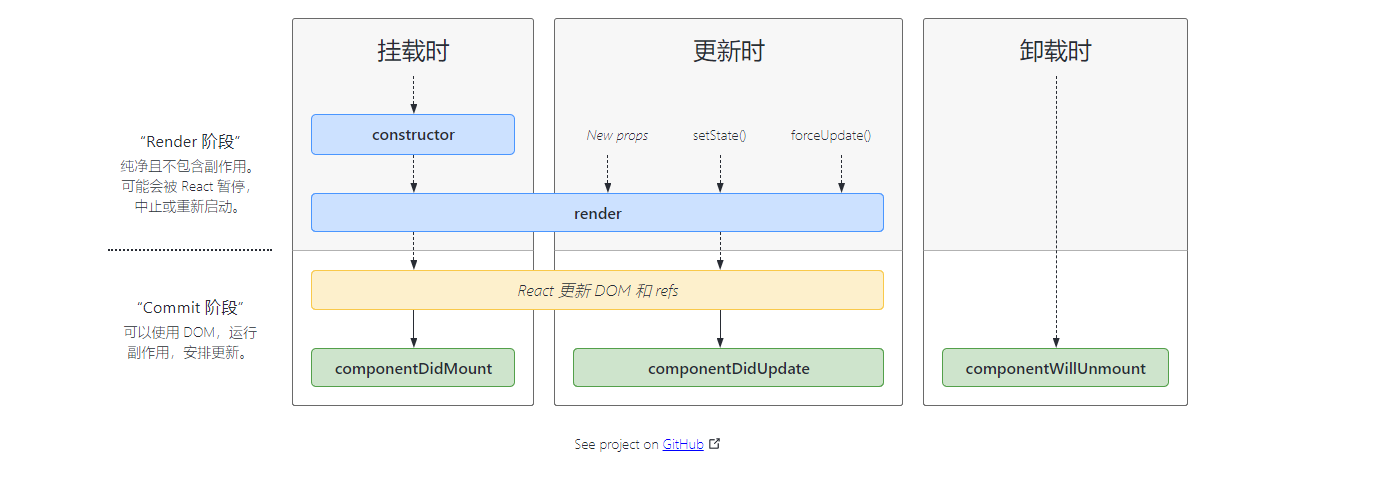 挂载时
更新时
卸载时
“Render 阶段”
纯净且不包含副作用。
可能会被 React 暂停，
中止或重新启动。
constructor
New props
setState()
forceUpdate()
render
“Commit 阶段”
可以使用 DOM，运行
副作用，安排更新。
React 更新 DOM 和 refs
componentDidMount
componentDidUpdate
componentWillUnmount
See project on GitHub